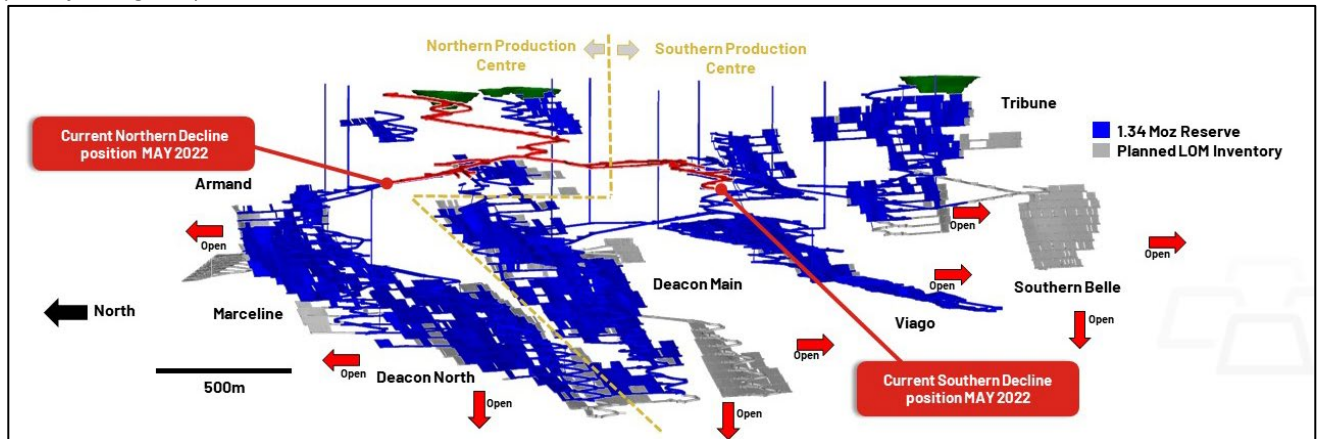 Northern Production
Centre
Southern Production
Centre
Tribune
1.34 Moz Reserve
Planned LOM Inventory
Current Northern Decline
position MAY 2022
Armand
Open
Open
Open
Open
Southern Belle
Deacon Main
Viago
Open
North
Marceline
500m
Open
Deacon North
Open
Open
Open
Current Southern Decline
position MAY 2022